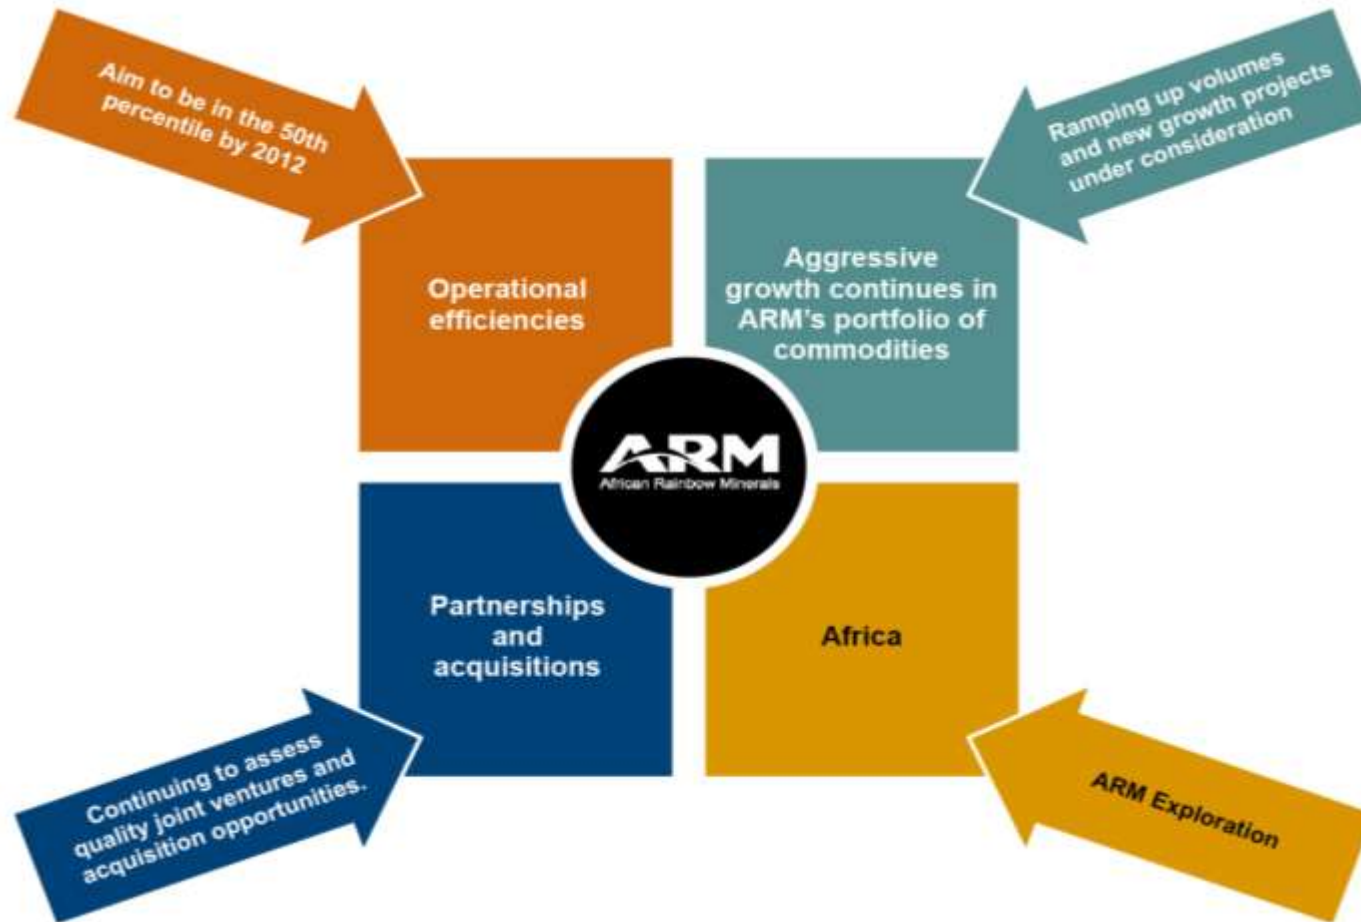 Aim to be in the 50th
percentile by 2012
Ramping up volumes
and new growth projects
under consideration
Operational
efficiencies
Aggressive
growth continues in
ARM's portfolio of
commodities
ARM
African Rainbow Minerals
Partnerships
and
acquisitions
Africa
Continuing to assess
quality joint ventures and
acquisition opportunities.
ARM Exploration